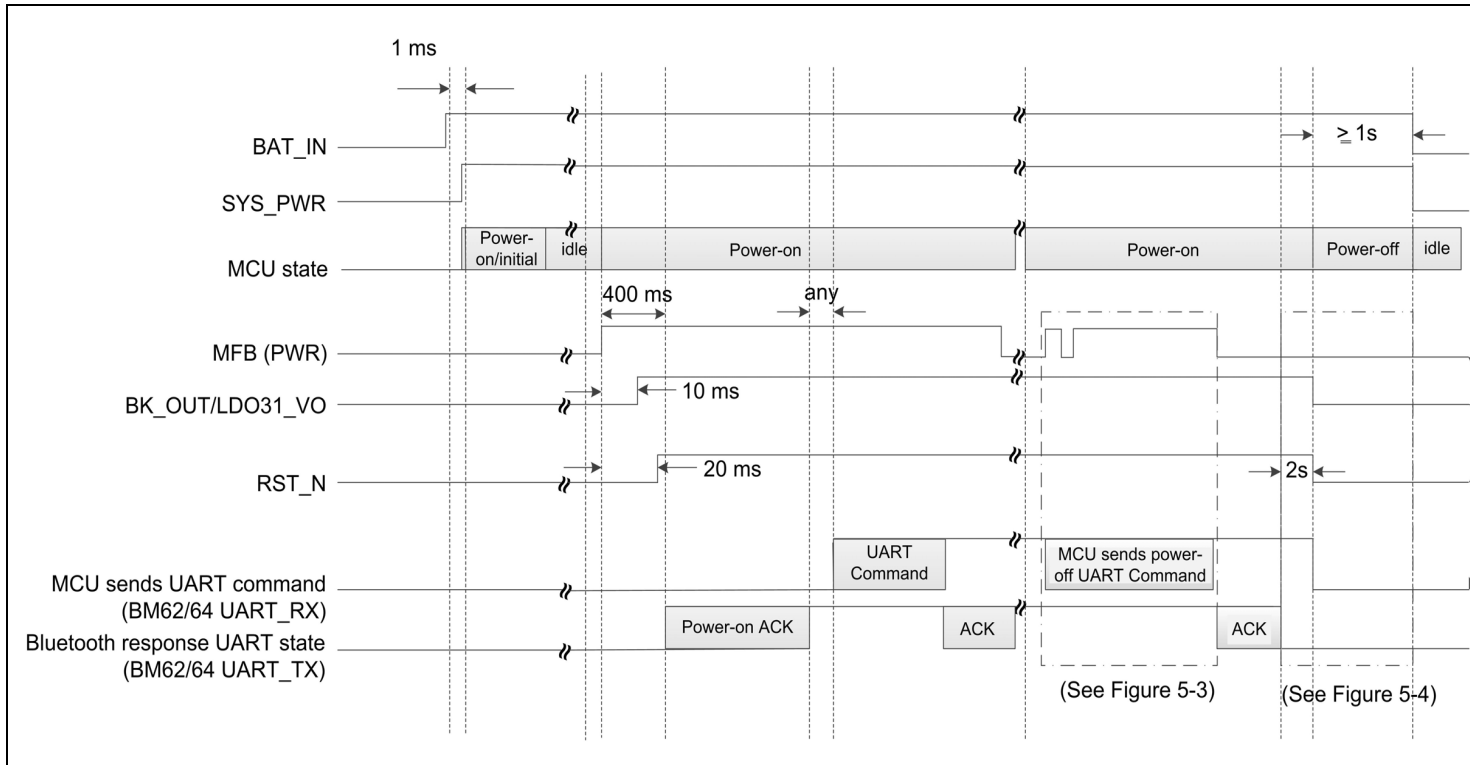 1 ms
BAT_IN
≥ 1s
SYS_PWR
Power-
on/initial
idle
Power-on
Power-on
Power-off
idle
MCU state
400 ms
any
MFB (PWR)
BK_OUT/LDO31_VO
10 ms
RST_N
20 ms
2s
UART
Command
MCU sends power-
off UART Command
MCU sends UART command
(BM62/64 UART_RX)
Power-on ACK
ACK
ACK
Bluetooth response UART state
(BM62/64 UART_TX)
(See Figure 5-3)
(See Figure 5-4)